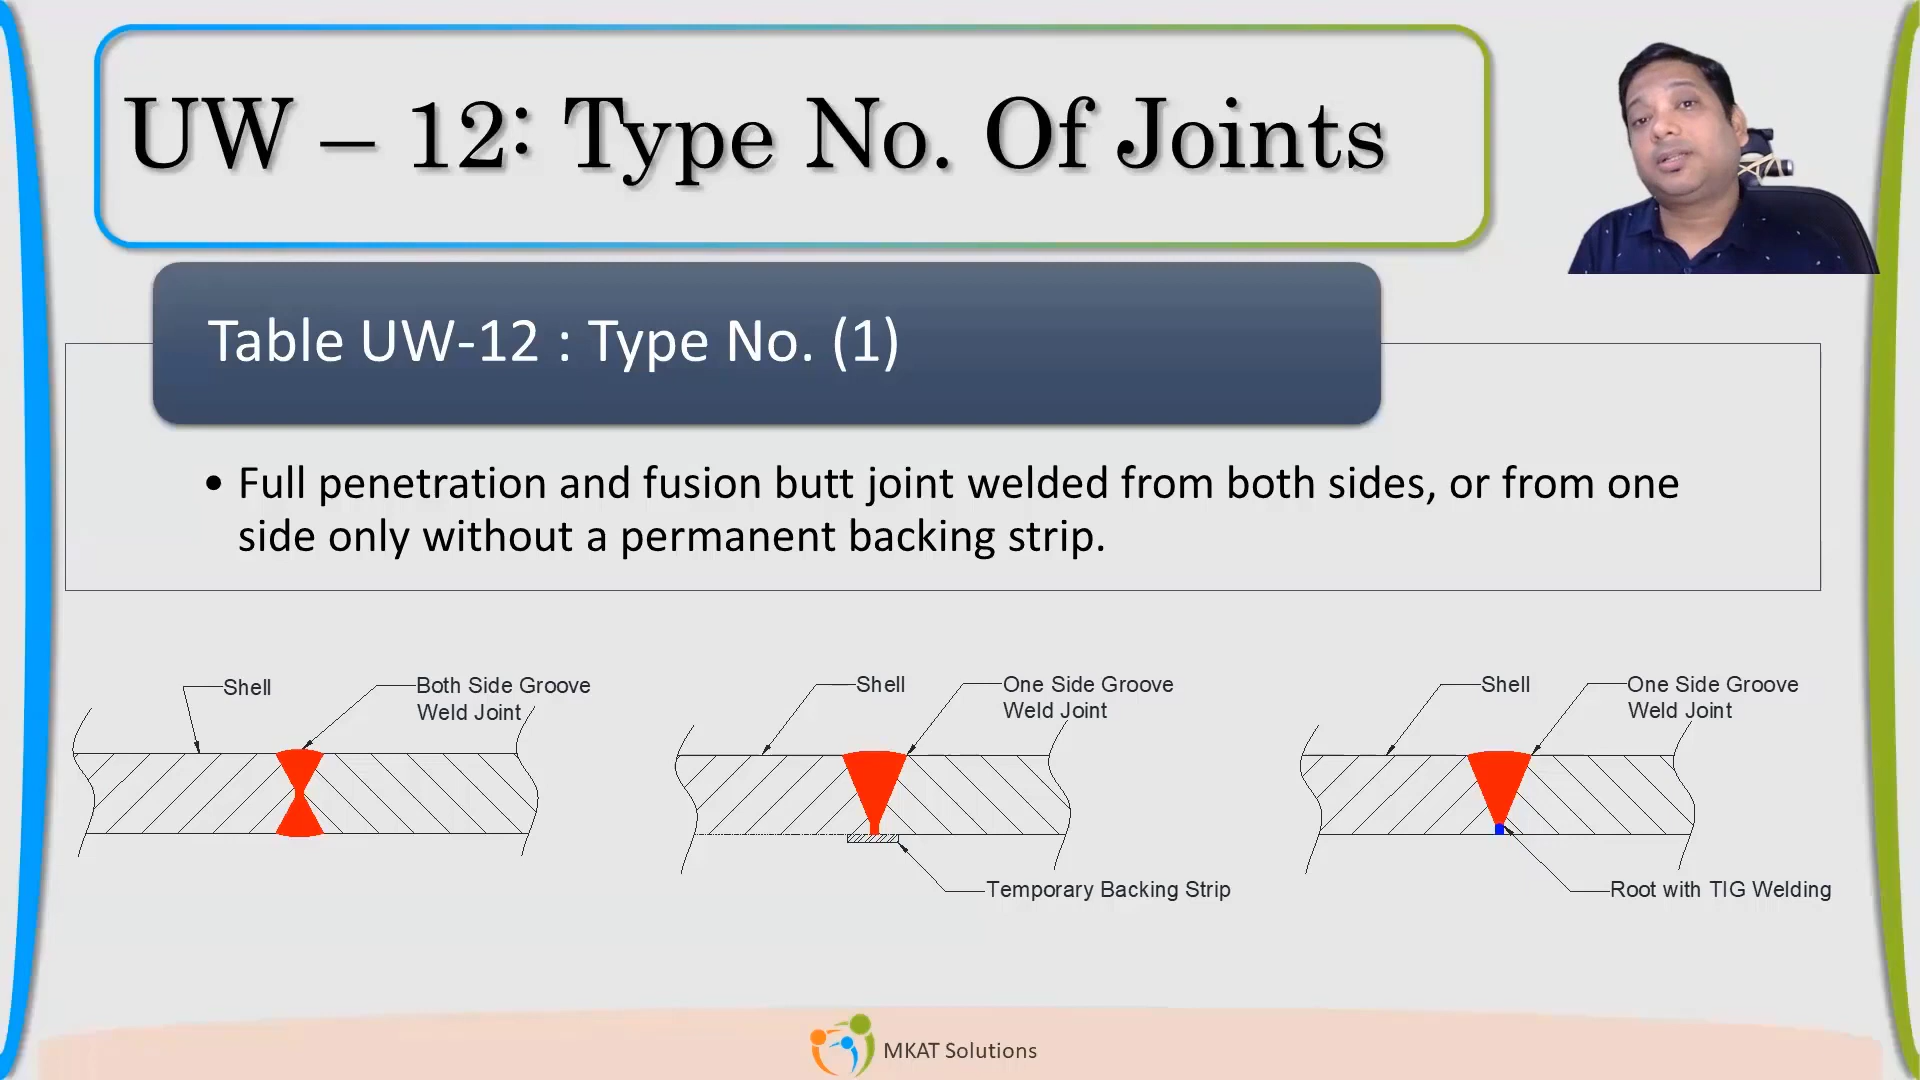 UW – 12: Type No. Of Joints
Table UW-12 : Type No. (1)
• Full penetration and fusion butt joint welded from both sides, or from one
side only without a permanent backing strip.
Shell
Both Side Groove
Weld Joint
Shell
One Side Groove
Weld Joint
Temporary Backing Strip
Shell
One Side Groove
Weld Joint
Root with TIG Welding
MKAT Solutions